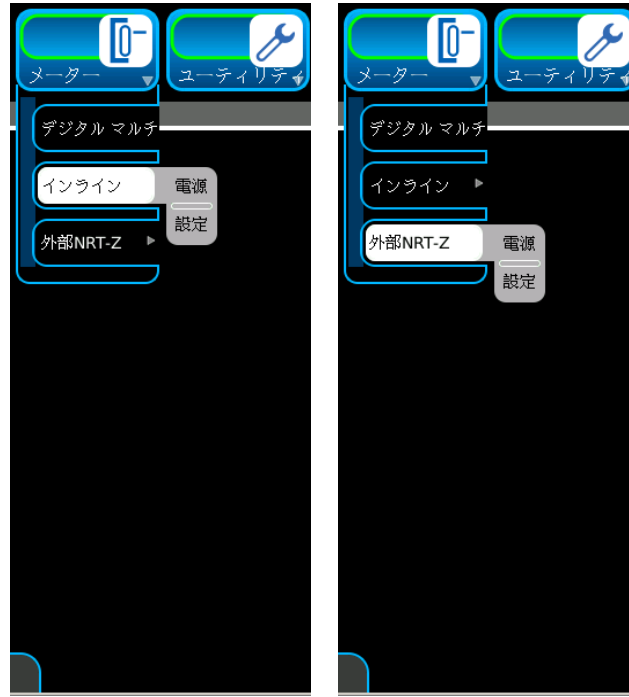 メーター
ユーティリティ
デジタル マルチ
インライン
電源
設定
外部NRT-Z
メーター
ユーティリティ
デジタル マルチ
インライン
外部NRT-Z
電源
設定